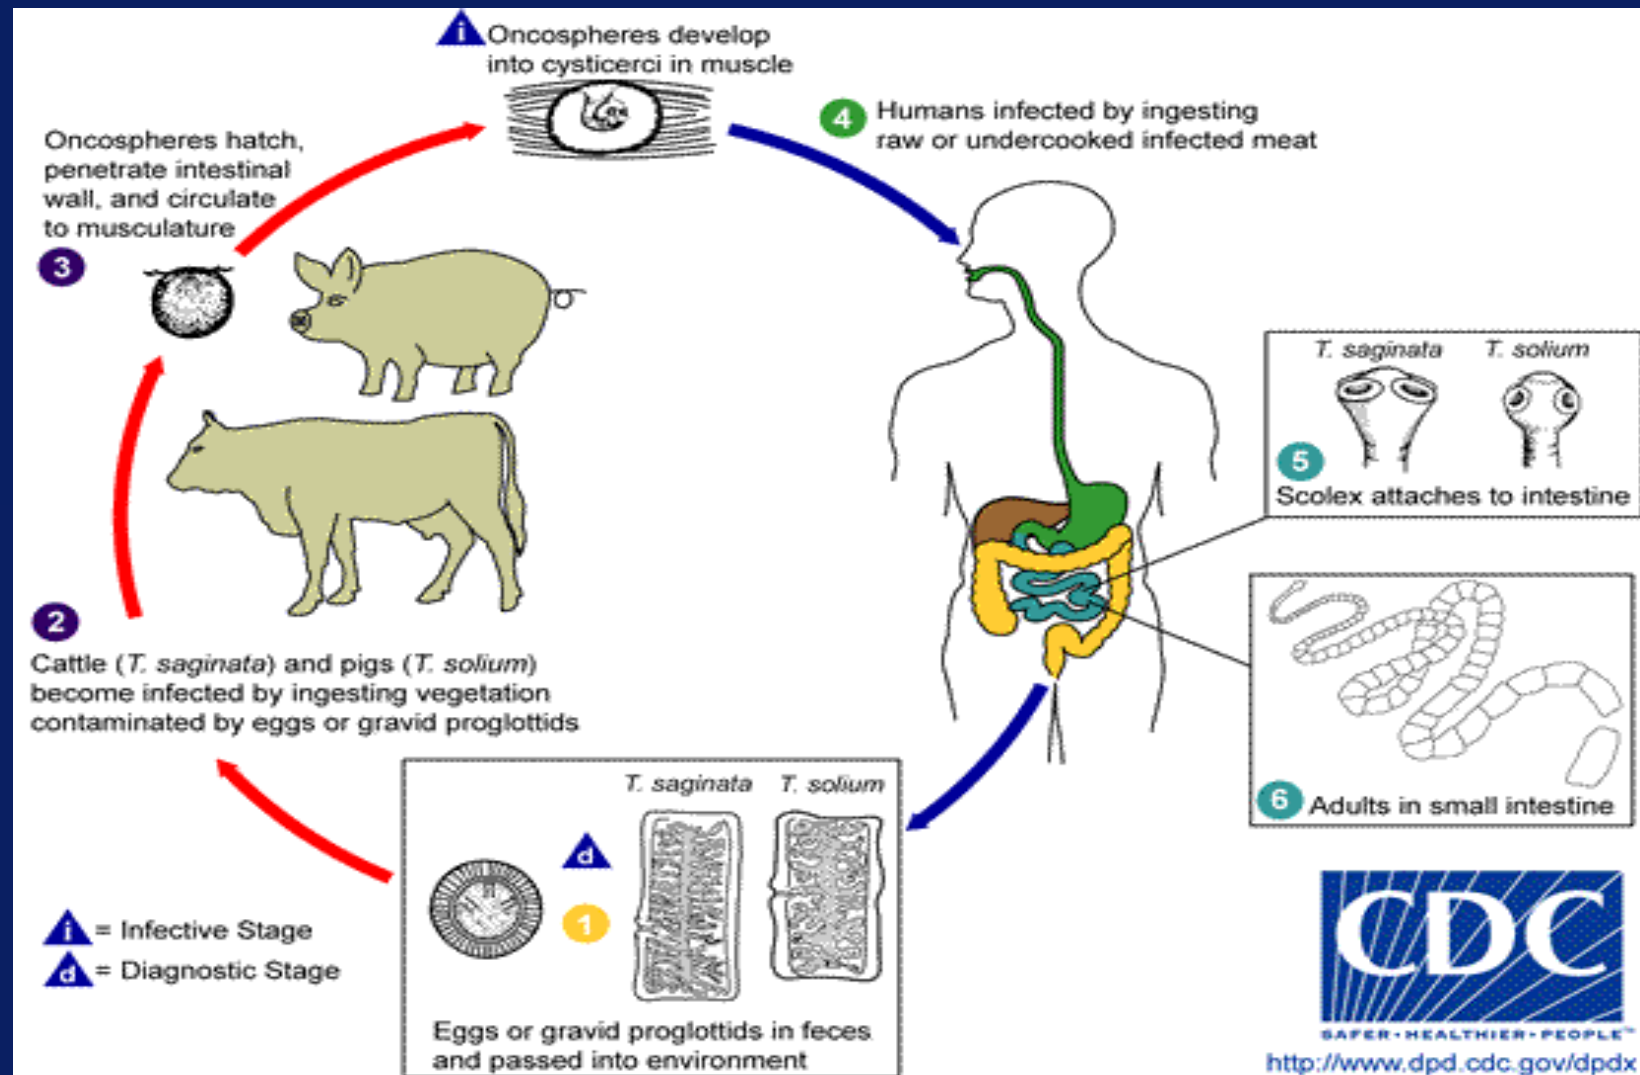 i
Oncospheres develop
into cysticerci in muscle
4
Humans infected by ingesting
raw or undercooked infected meat
Oncospheres hatch,
penetrate intestinal
wall, and circulate
to musculature
3
T. saginata T. solium
5
Scolex attaches to intestine
2
Cattle (T. saginata) and pigs (T. solium)
become infected by ingesting vegetation
contaminated by eggs or gravid proglottids
6 Adults in small intestine
T. saginata T. solium
d
1
Eggs or gravid proglottids in feces
and passed into environment
i = Infective Stage
d = Diagnostic Stage
CDC
SAFER•HEALTHIER•PEOPLE™
http://www.dpd.cdc.gov/dpdx